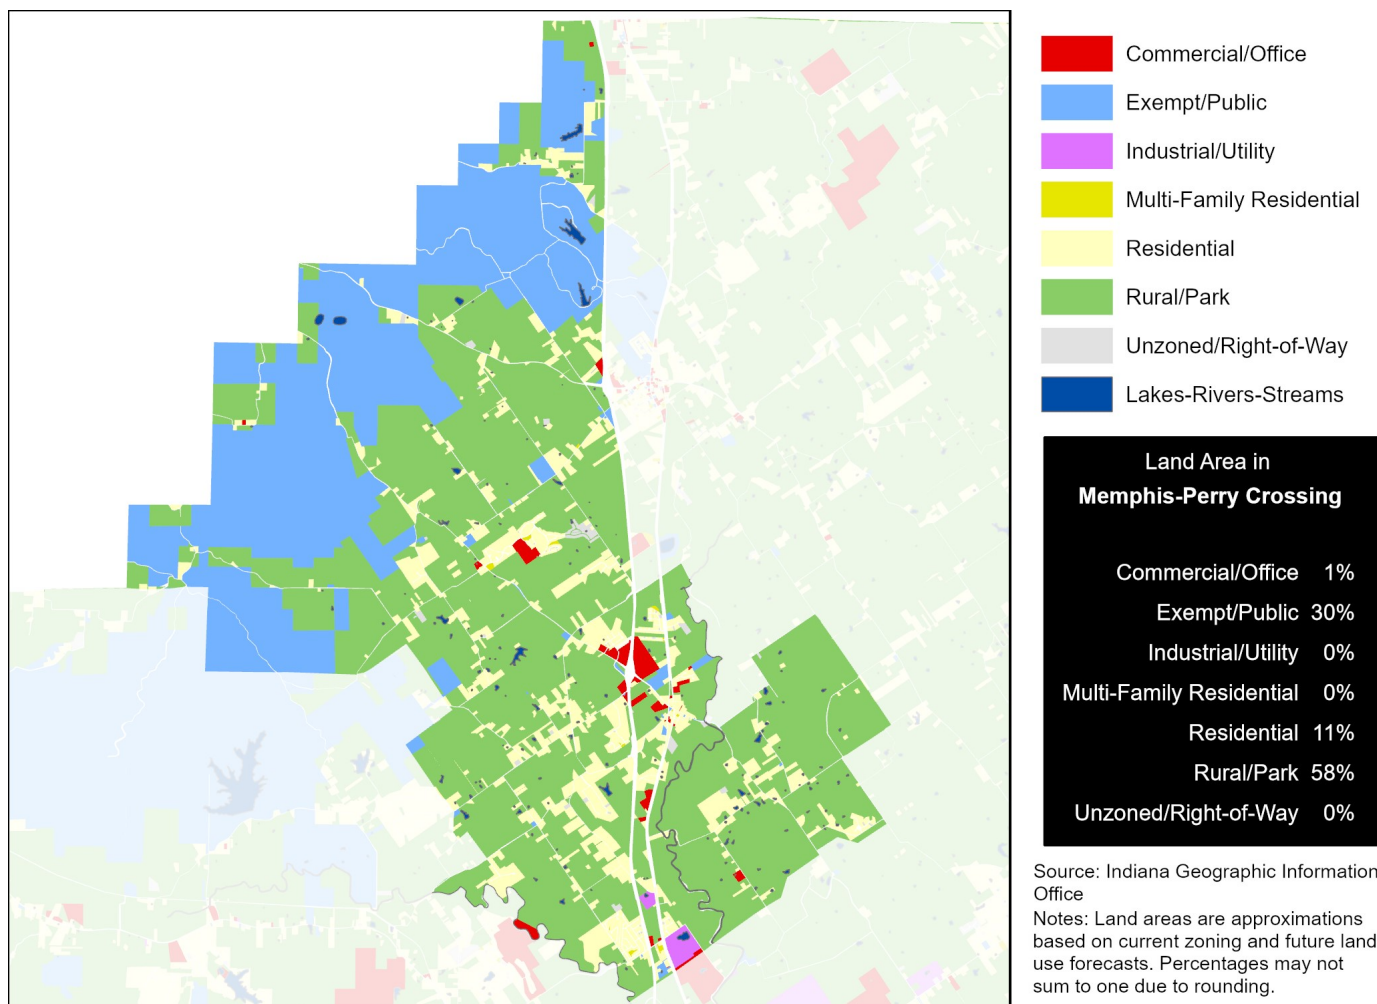 Commercial/Office
Exempt/Public
Industrial/Utility
Multi-Family Residential
Residential
Rural/Park
Unzoned/Right-of-Way
Lakes-Rivers-Streams
Land Area in
Memphis-Perry Crossing
Commercial/Office 1%
Exempt/Public 30%
Industrial/Utility 0%
Multi-Family Residential 0%
Residential 11%
Rural/Park 58%
Unzoned/Right-of-Way 0%
Source: Indiana Geographic Information
Office
Notes: Land areas are approximations
based on current zoning and future land
use forecasts. Percentages may not
sum to one due to rounding.